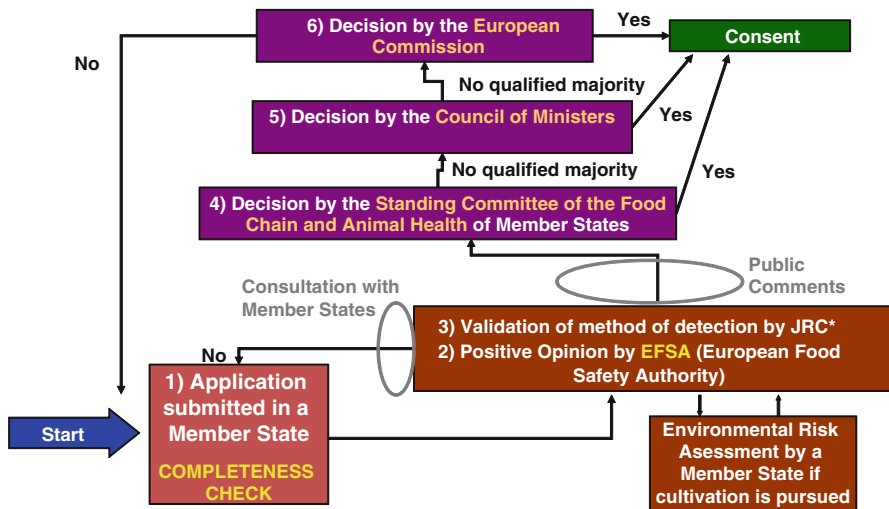 6) Decision by the European
Commission
Yes
Consent
No
No qualified majority
5) Decision by the Council of Ministers
Yes
No qualified majority
Yes
4) Decision by the Standing Committee of the Food
Chain and Animal Health of Member States
Public
Comments
Consultation with
Member States
3) Validation of method of detection by JRC*
2) Positive Opinion by EFSA (European Food
Safety Authority)
No
1) Application
submitted in a
Member State
COMPLETENESS
CHECK
Start
Environmental Risk
Asessment by a
Member State if
cultivation is pursued